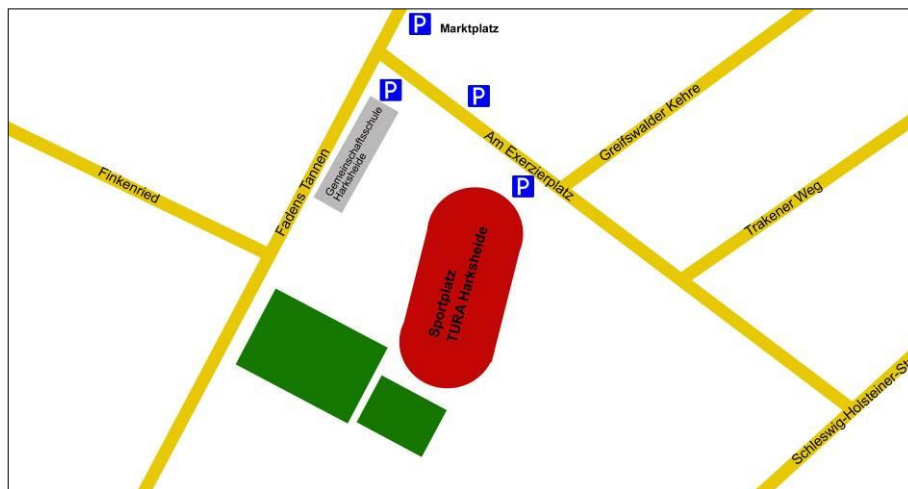 P
Marktplatz
P
P
Am Exerzierplatz
Greifswalder Kehre
Gemeinschaftsschule
Harksheide
Fadens Tannen
Finkenried
P
Trakener Weg
Sportplatz
TURA Harksheide
Schleswig-Holsteiner-St